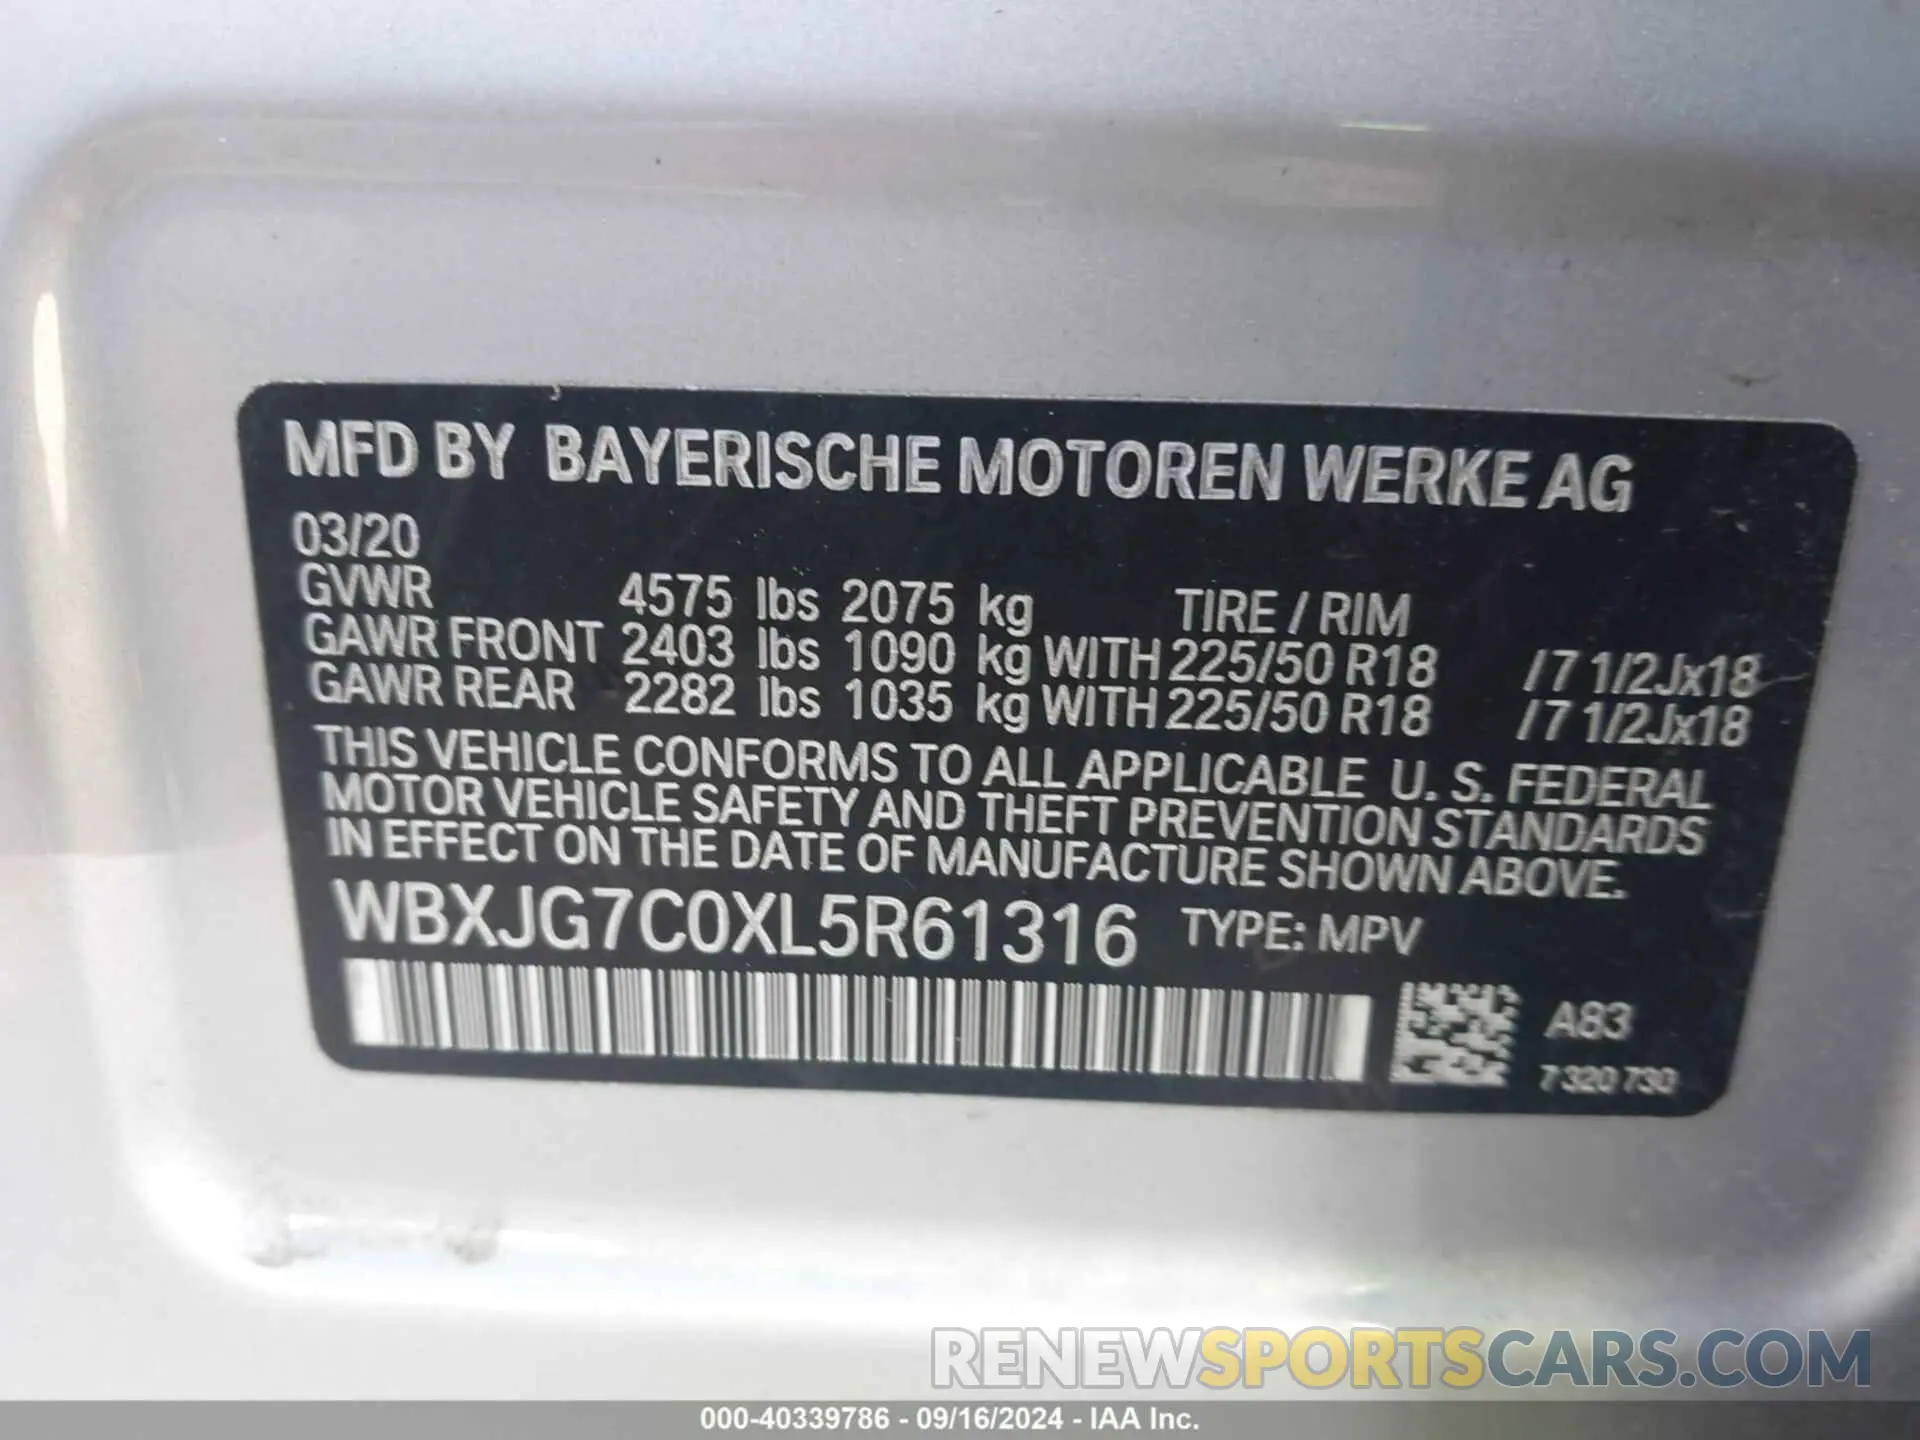 MFD BY BAYERISCHE MOTOREN WERKE AG
03/20
GVWR 4575 lbs 2075 kg TIRE / RIM
GAWR FRONT 2403 lbs 1090 kg WITH 225/50 R18 /7 1/2Jx18
GAWR REAR 2282 lbs 1035 kg WITH 225/50 R18 /7 1/2Jx18
THIS VEHICLE CONFORMS TO ALL APPLICABLE U. S. FEDERAL
MOTOR VEHICLE SAFETY AND THEFT PREVENTION STANDARDS
IN EFFECT ON THE DATE OF MANUFACTURE SHOWN ABOVE.
WBXJG7C0XL5R61316 TYPE: MPV
A83
7 320 730
RENEWSPORTSCARS.COM
000-40339786 - 09/16/2024 - IAA Inc.